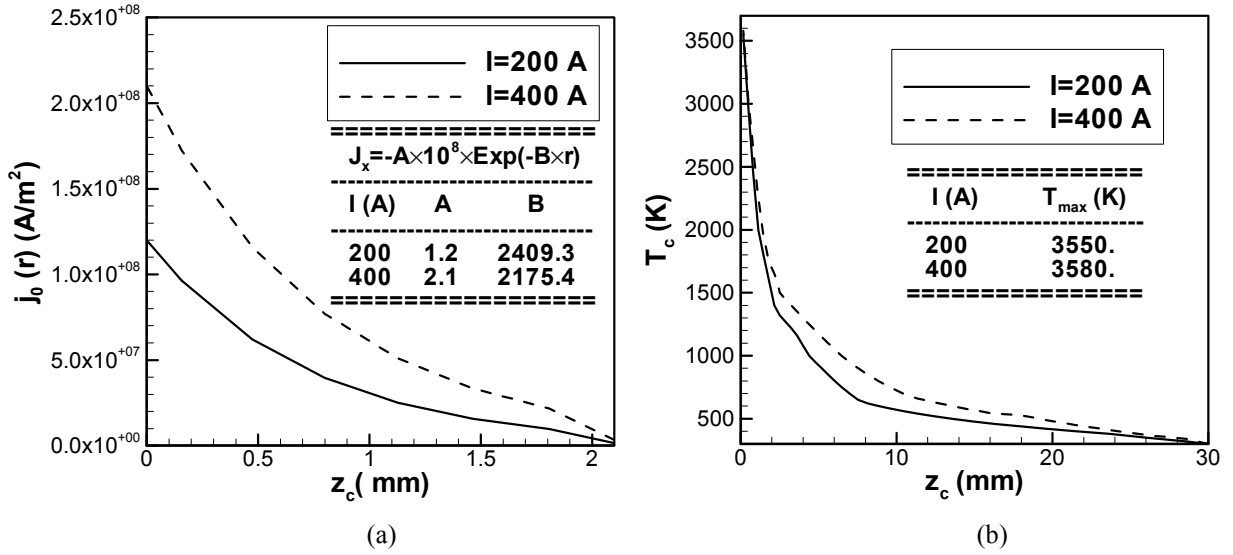 2.5x10+08
2.0x10+08
1.5x10+08
1.0x10+08
5.0x10+07
0.0x10+00
j0 (r) (A/m2)
I=200 A
I=400 A
Jx=-A×108×Exp(-B×r)
I (A) A B
200 1.2 2409.3
400 2.1 2175.4
0 0.5 1 1.5 2
zc( mm)
(a)
3500
3000
2500
2000
1500
1000
500
Tc (K)
I=200 A
I=400 A
I (A) Tmax (K)
200 3550.
400 3580.
0 10 20 30
zc (mm)
(b)